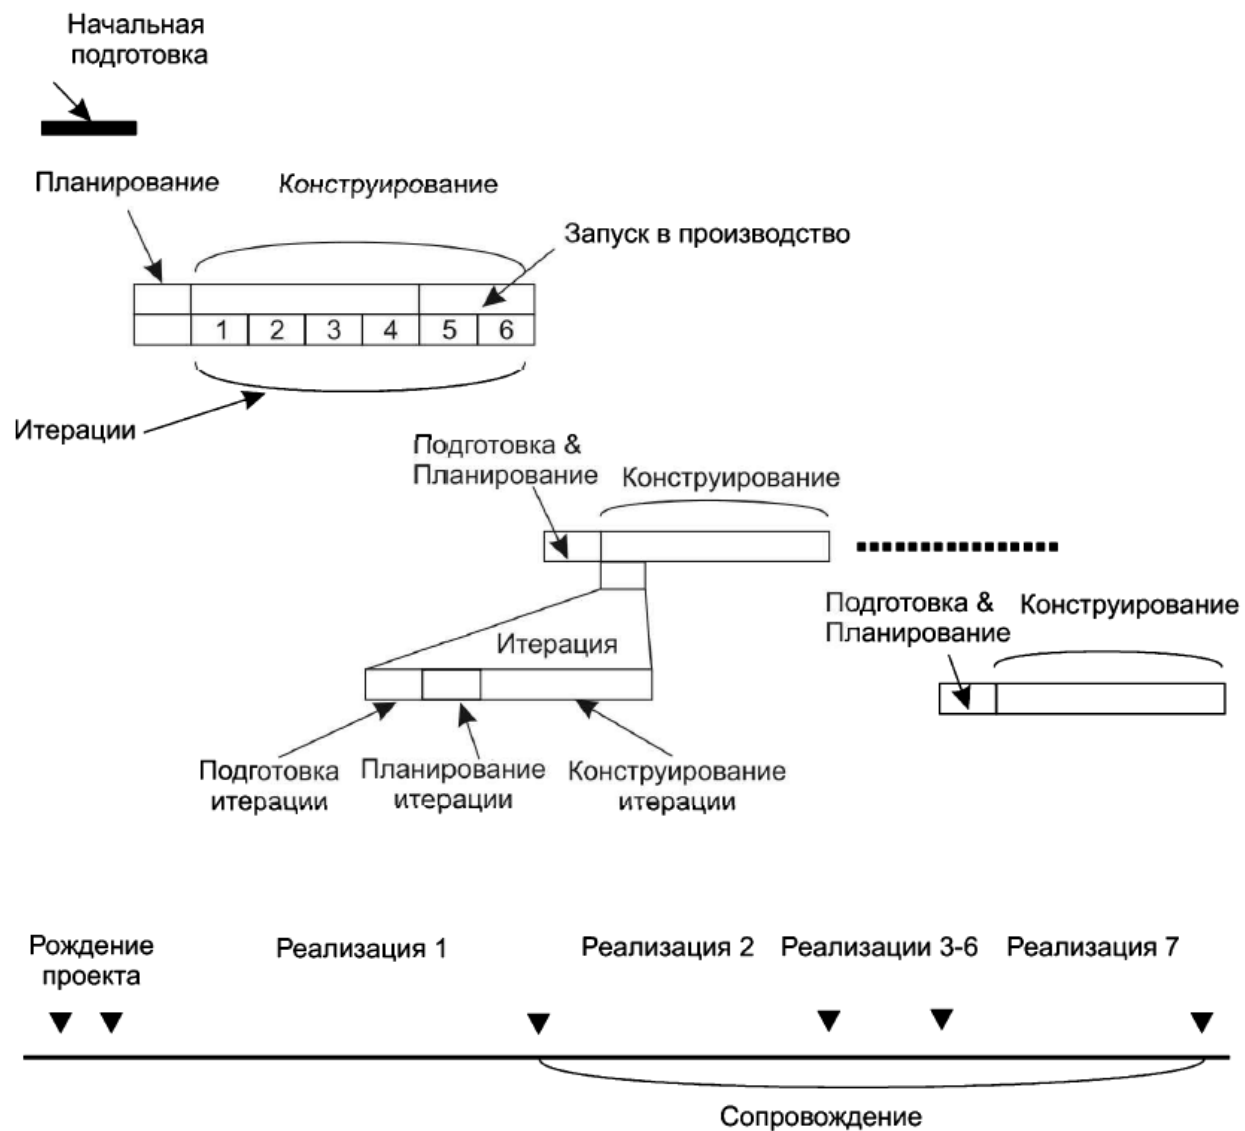 Начальная
подготовка
Планирование
Конструирование
Запуск в производство
1 2 3 4 5 6
Итерации
Подготовка &
Планирование
Конструирование
Подготовка &
Планирование
Конструирование
Итерация
Подготовка
итерации
Планирование
итерации
Конструирование
итерации
Рождение
проекта
Реализация 1
Реализация 2
Реализации 3-6
Реализация 7
Сопровождение